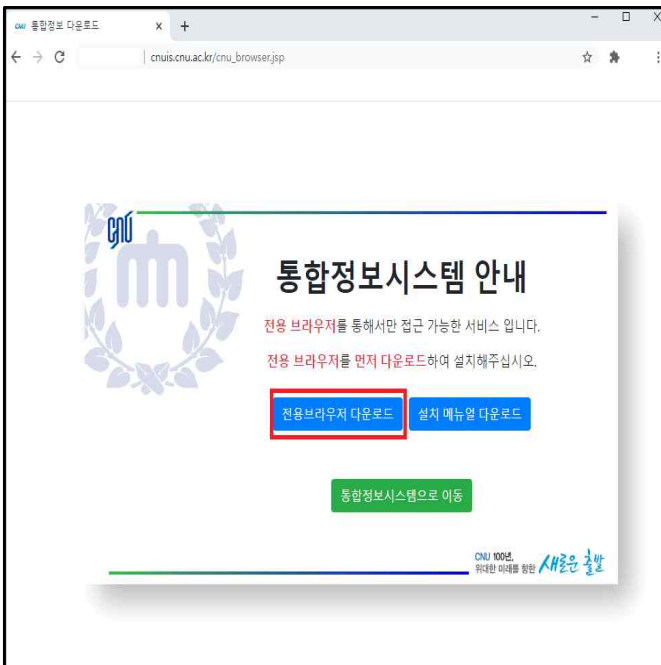 CNU 통합정보 다운로드
cnuis.cnu.ac.kr/cnu_browser.jsp
CNU
통합정보시스템 안내
전용 브라우저를 통해서만 접근 가능한 서비스 입니다.
전용 브라우저를 먼저 다운로드하여 설치해주십시오.
전용브라우저 다운로드 설치 메뉴얼 다운로드
통합정보시스템으로 이동
CNU 100년,
위대한 미래를 향한 새로운 출발